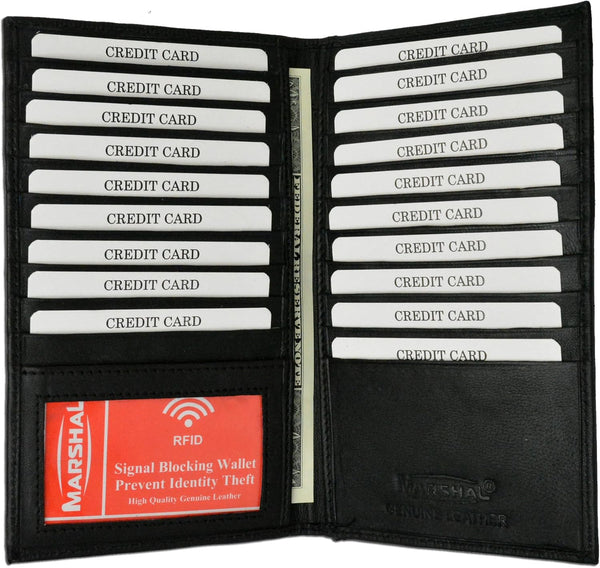 CREDIT CARD
CREDIT CARD
CREDIT CARD
CREDIT CARD
CREDIT CARD
CREDIT CARD
CREDIT CARD
CREDIT CARD
CREDIT CARD
MARSHAL
RFID
Signal Blocking Wallet
Prevent Identity Theft
High Quality Genuine Leather
FEDERAL RESERVE NOTE
CREDIT CARD
CREDIT CARD
CREDIT CARD
CREDIT CARD
CREDIT CARD
CREDIT CARD
CREDIT CARD
CREDIT CARD
CREDIT CARD
CREDIT CARD
MARSHAL®
GENUINE LEATHER